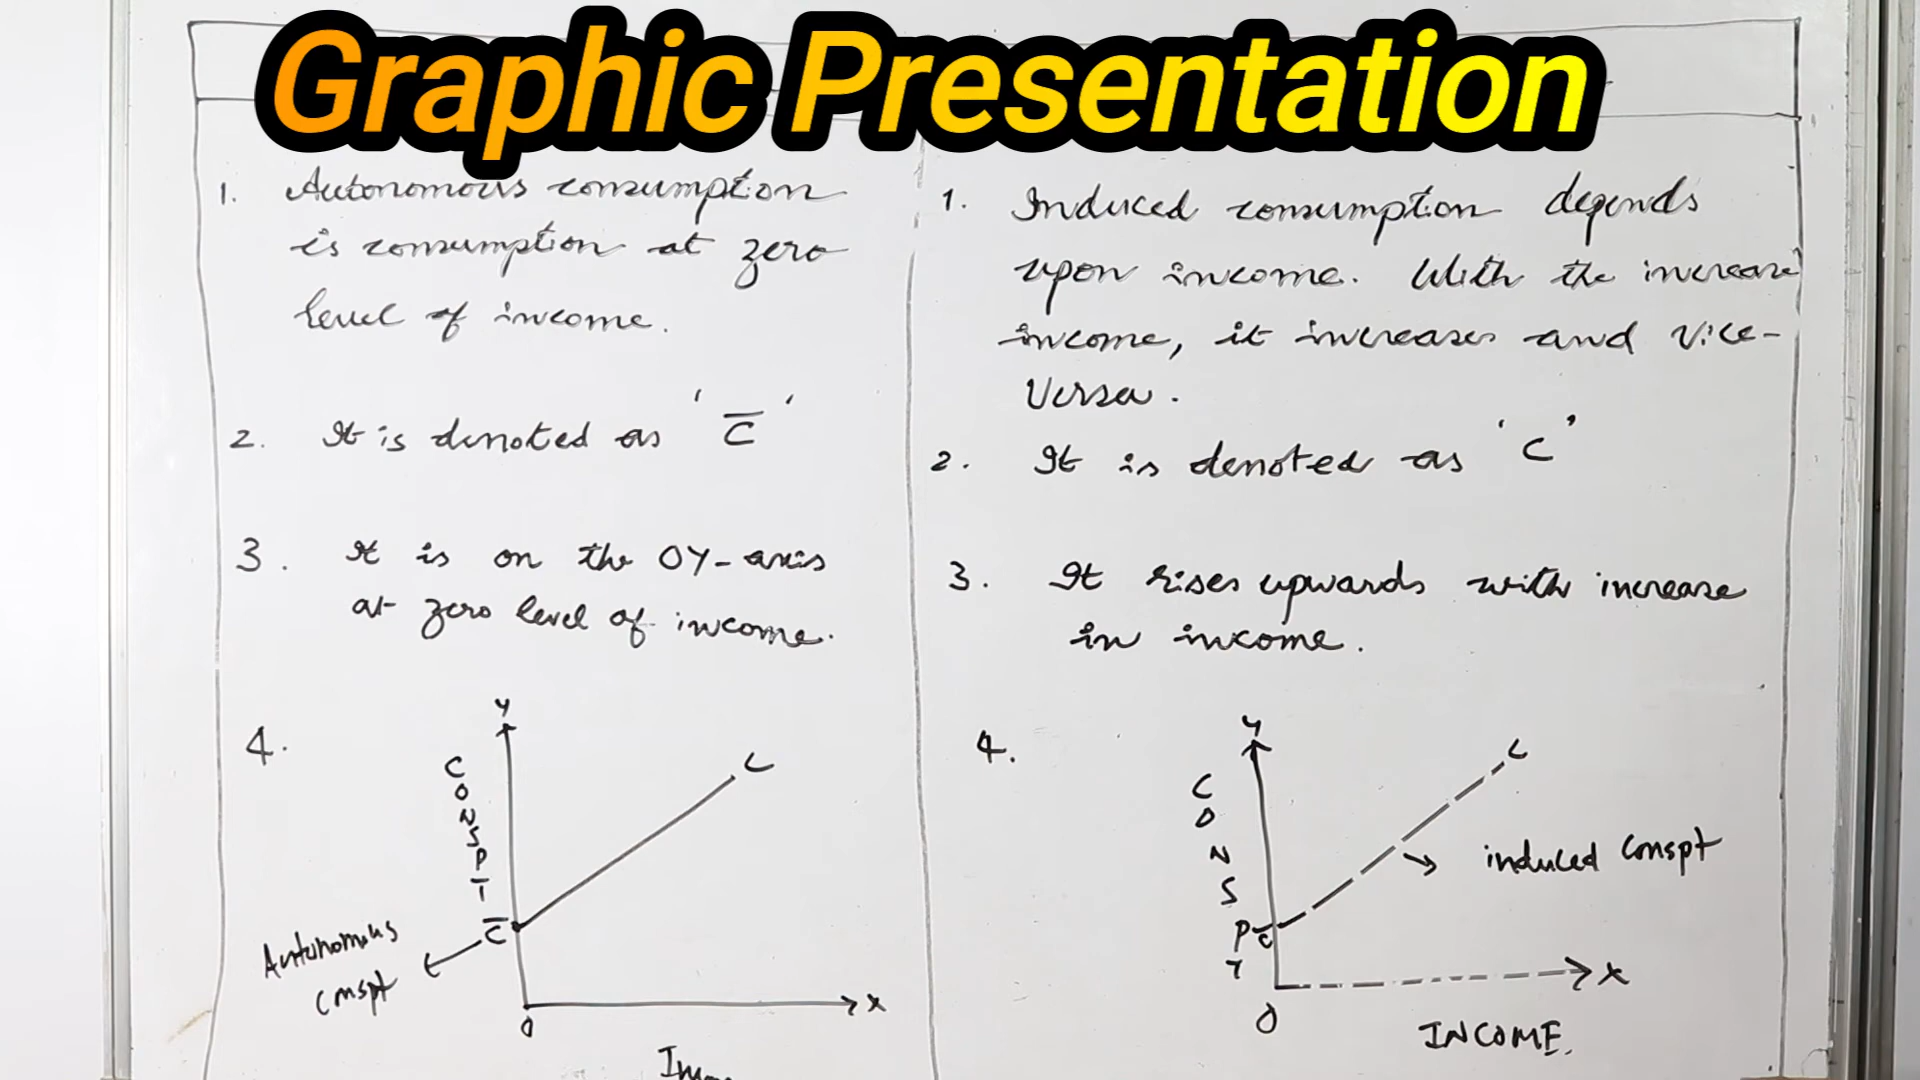 Graphic Presentation
1. Autonomous consumption
is consumption at zero
level of income.
2. It is denoted as 'C̅'
3. It is on the OY-axis
at zero level of income.
4.
Y
CONSPT
C
C̅
Autonomous
Conspt
O
X
1. Induced consumption depends
upon income. With the increase
income, it increases and vice-
Versa.
2. It is denoted as 'C'
3. It rises upwards with increase
in income.
4.
Y
CONSPT
C
induced Conspt
C̅
O
X
INCOME.